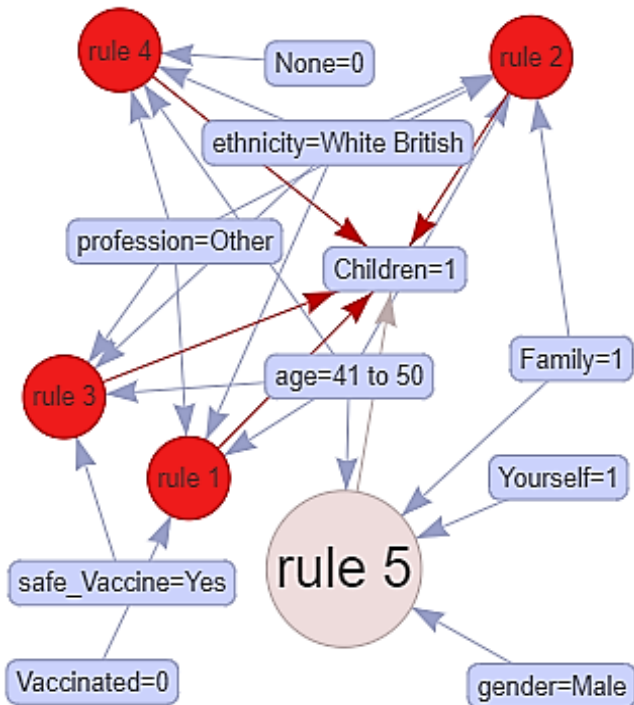 rule 4
rule 2
None=0
ethnicity=White British
profession=Other
Children=1
age=41 to 50
Family=1
rule 3
rule 1
Yourself=1
rule 5
safe_Vaccine=Yes
Vaccinated=0
gender=Male